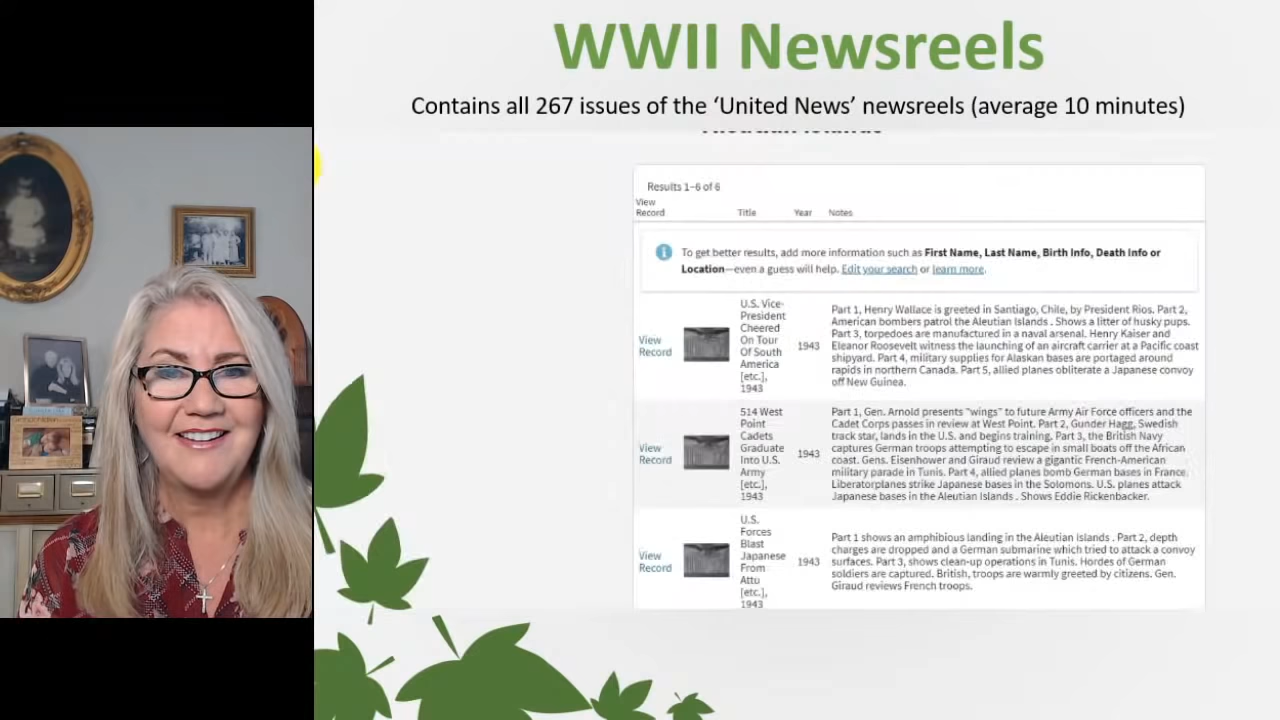 WWII Newsreels
Contains all 267 issues of the ‘United News’ newsreels (average 10 minutes)
Aleutian Islands
Results 1–6 of 6
View
Record
Title
Year
Notes
To get better results, add more information such as First Name, Last Name, Birth Info, Death Info or
Location—even a guess will help. Edit your search or learn more.
View
Record
U.S. Vice-
President
Cheered
On Tour
Of South
America
[etc.],
1943
1943
Part 1, Henry Wallace is greeted in Santiago, Chile, by President Rios. Part 2,
American bombers patrol the Aleutian Islands . Shows a litter of husky pups.
Part 3, torpedoes are manufactured in a naval arsenal. Henry Kaiser and
Eleanor Roosevelt witness the launching of an aircraft carrier at a Pacific coast
shipyard. Part 4, military supplies for Alaskan bases are portaged around
rapids in northern Canada. Part 5, allied planes obliterate a Japanese convoy
off New Guinea.
View
Record
514 West
Point
Cadets
Graduate
Into U.S.
Army
[etc.],
1943
1943
Part 1, Gen. Arnold presents "wings" to future Army Air Force officers and the
Cadet Corps passes in review at West Point. Part 2, Gunder Hagg, Swedish
track star, lands in the U.S. and begins training. Part 3, the British Navy
captures German troops attempting to escape in small boats off the African
coast. Gens. Eisenhower and Giraud review a gigantic French-American
military parade in Tunis. Part 4, allied planes bomb German bases in France.
Liberatorplanes strike Japanese bases in the Solomons. U.S. planes attack
Japanese bases in the Aleutian Islands . Shows Eddie Rickenbacker.
View
Record
U.S.
Forces
Blast
Japanese
From
Attu
[etc.],
1943
1943
Part 1 shows an amphibious landing in the Aleutian Islands . Part 2, depth
charges are dropped and a German submarine which tried to attack a convoy
surfaces. Part 3, shows clean-up operations in Tunis. Hordes of German
soldiers are captured. British, troops are warmly greeted by citizens. Gen.
Giraud reviews French troops.